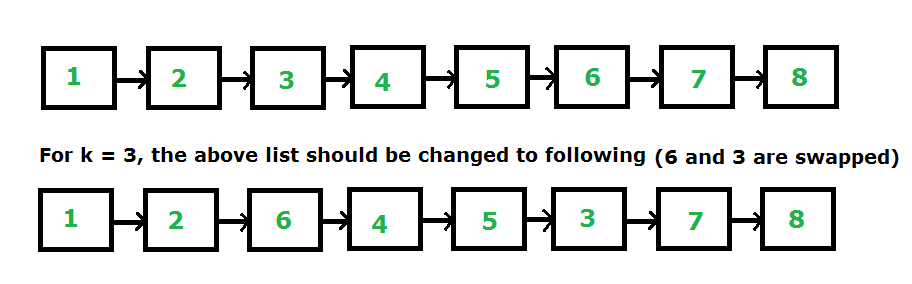 1 2 3 4 5 6 7 8
For k = 3, the above list should be changed to following (6 and 3 are swapped)
1 2 6 4 5 3 7 8